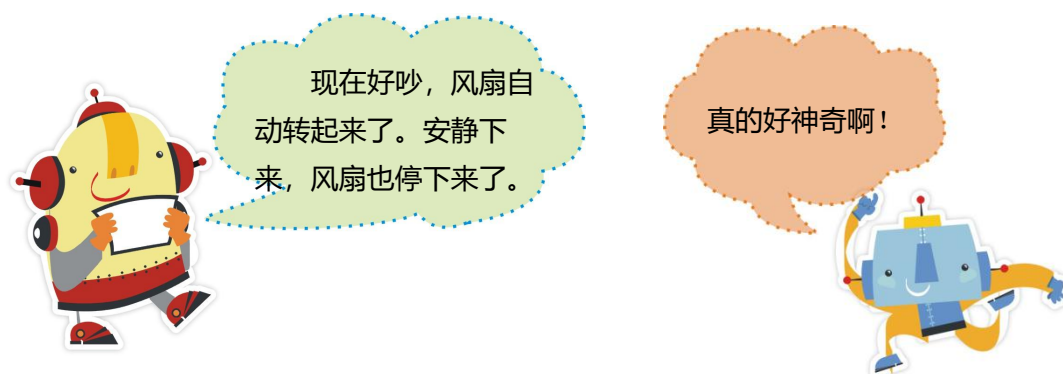 现在好吵，风扇自
动转起来了。安静下
来，风扇也停下来了。
真的好神奇啊！